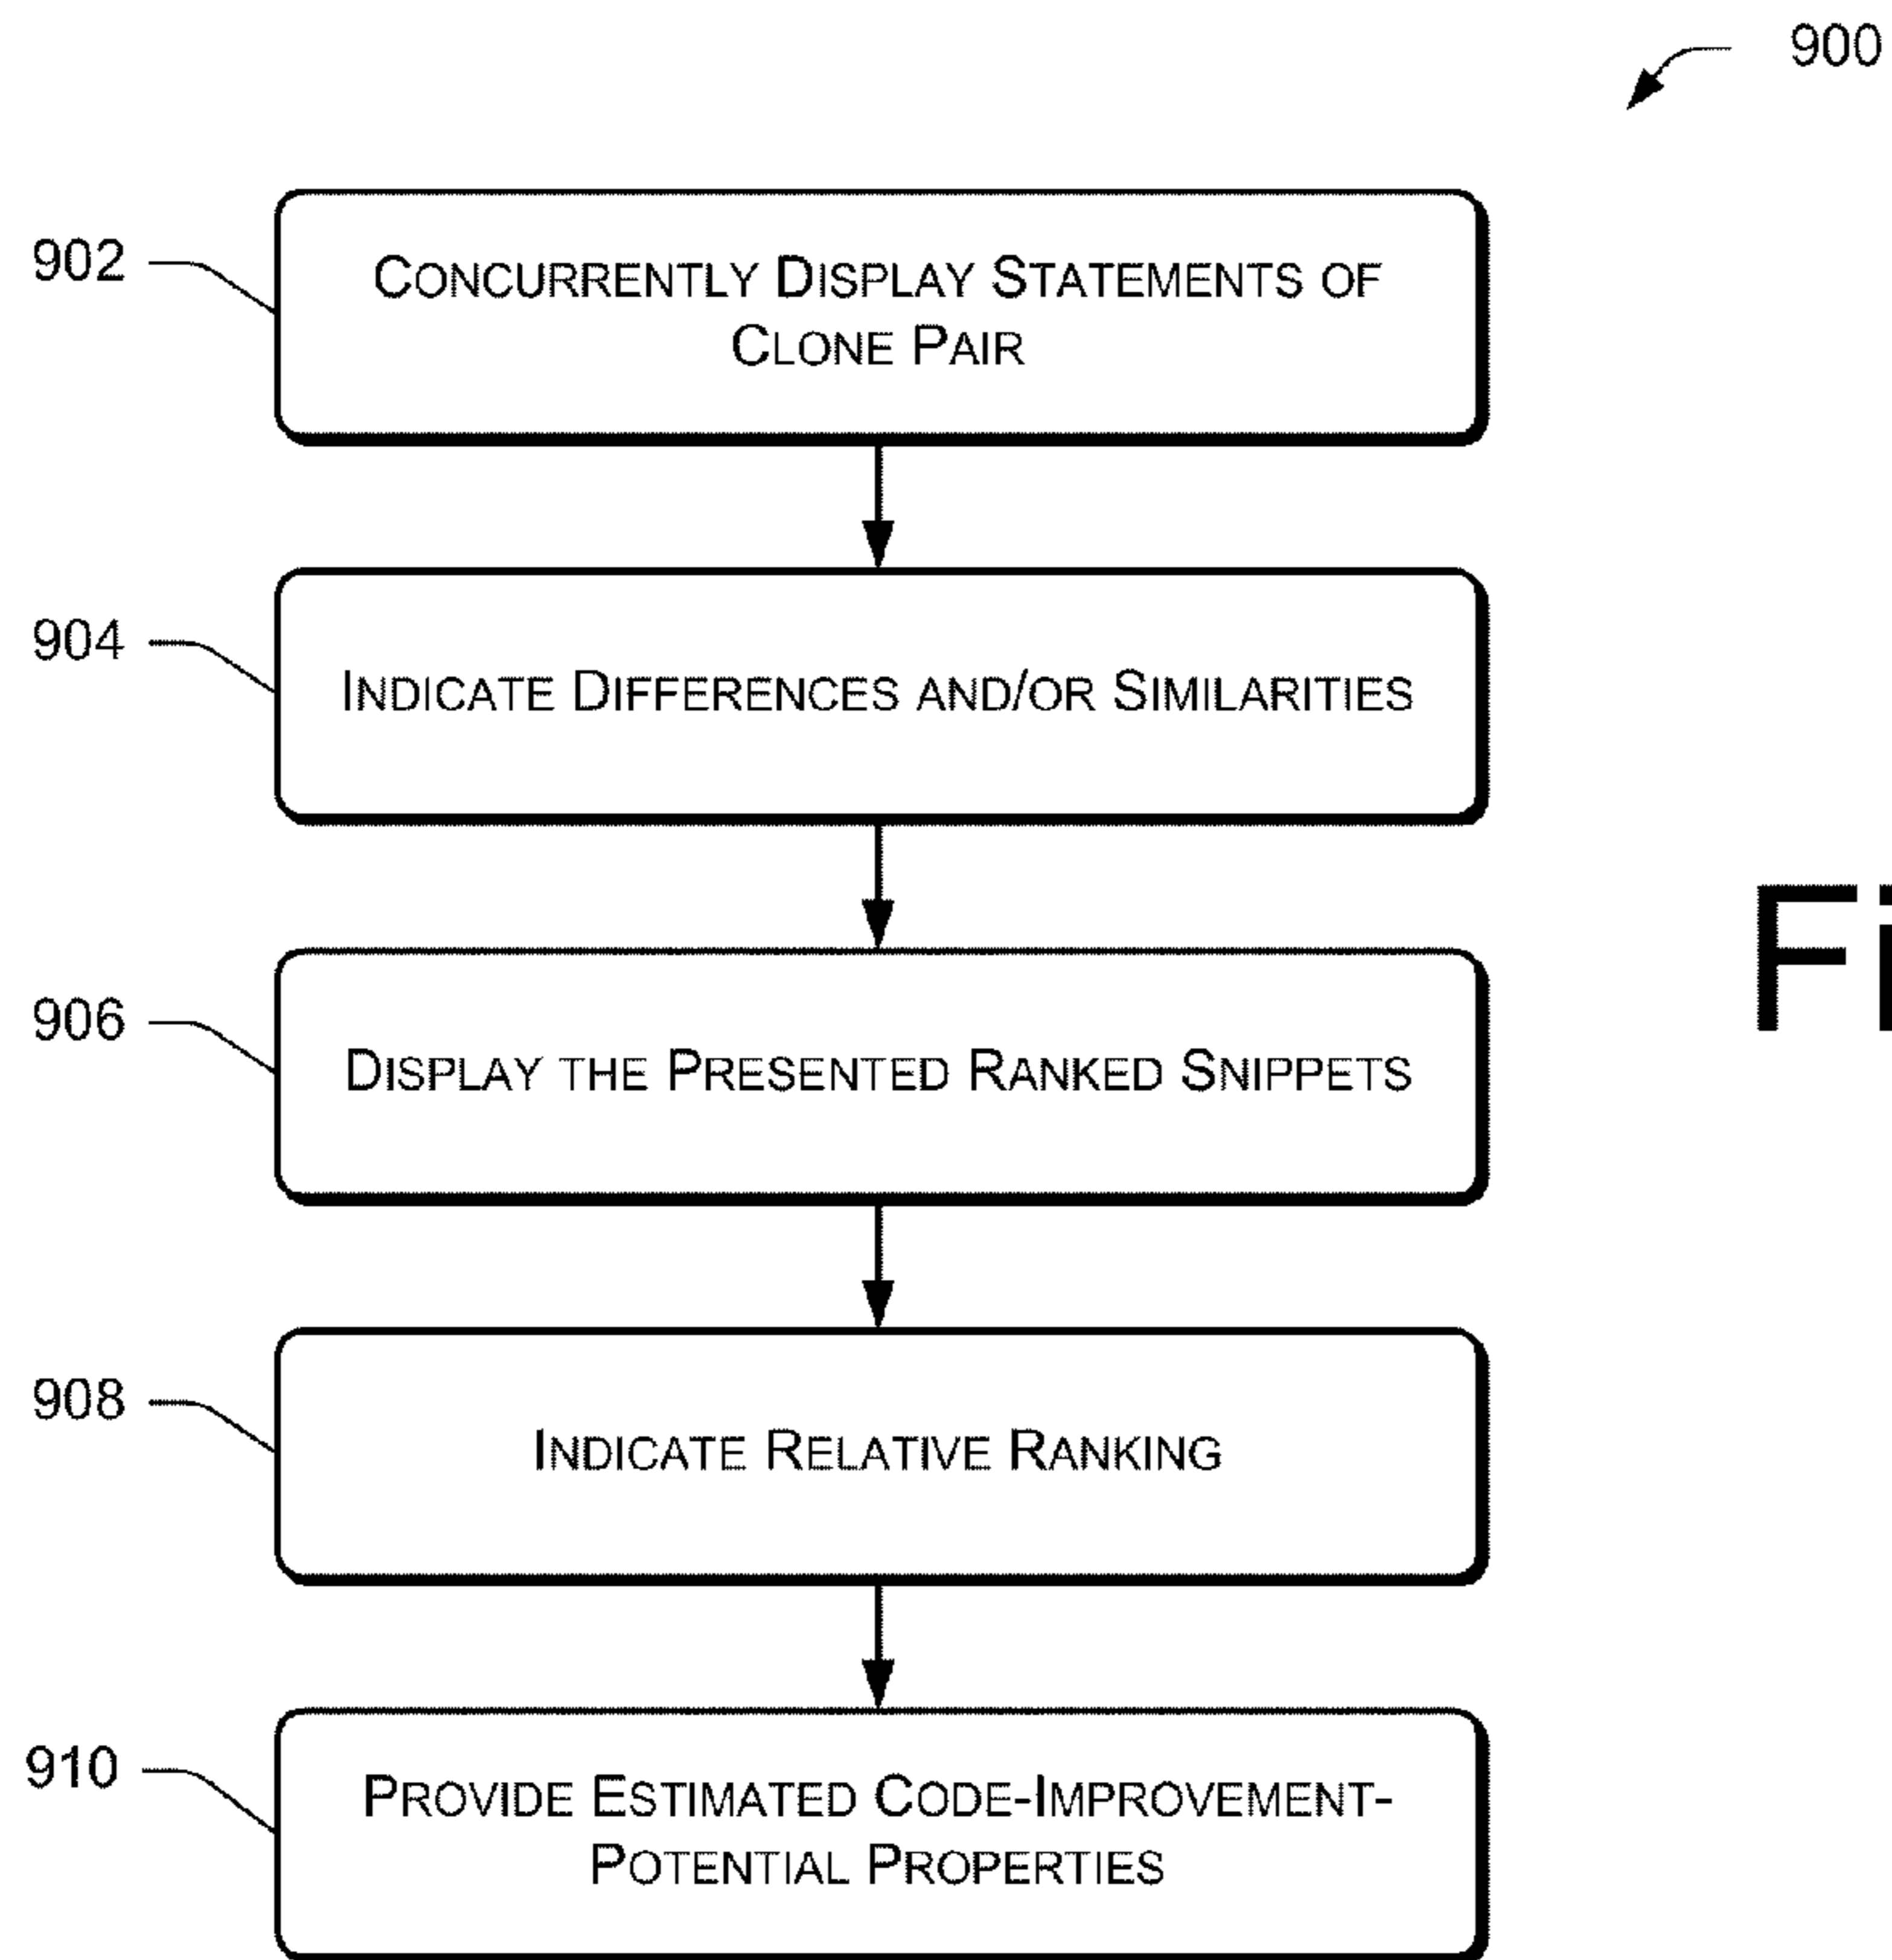 900
902
CONCURRENTLY DISPLAY STATEMENTS OF
CLONE PAIR
904
INDICATE DIFFERENCES AND/OR SIMILARITIES
906
DISPLAY THE PRESENTED RANKED SNIPPETS
908
INDICATE RELATIVE RANKING
910
PROVIDE ESTIMATED CODE-IMPROVEMENT-
POTENTIAL PROPERTIES